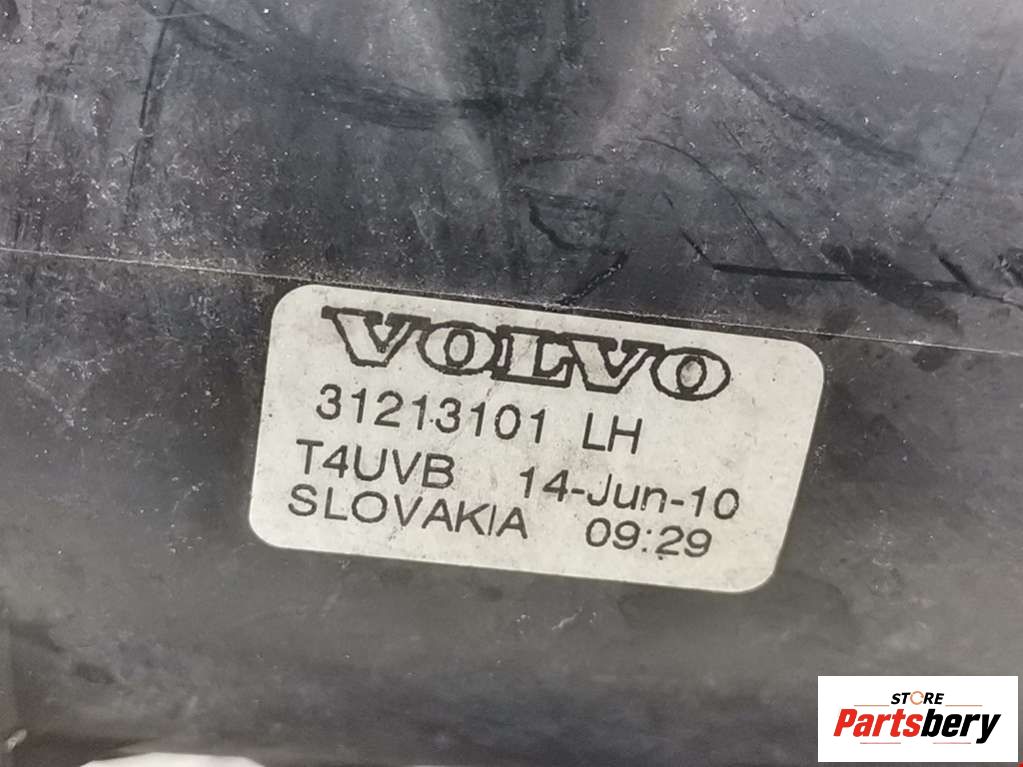 VOLVO
31213101 LH
T4UVB 14-Jun-10
SLOVAKIA 09:29
STORE
Partsbery